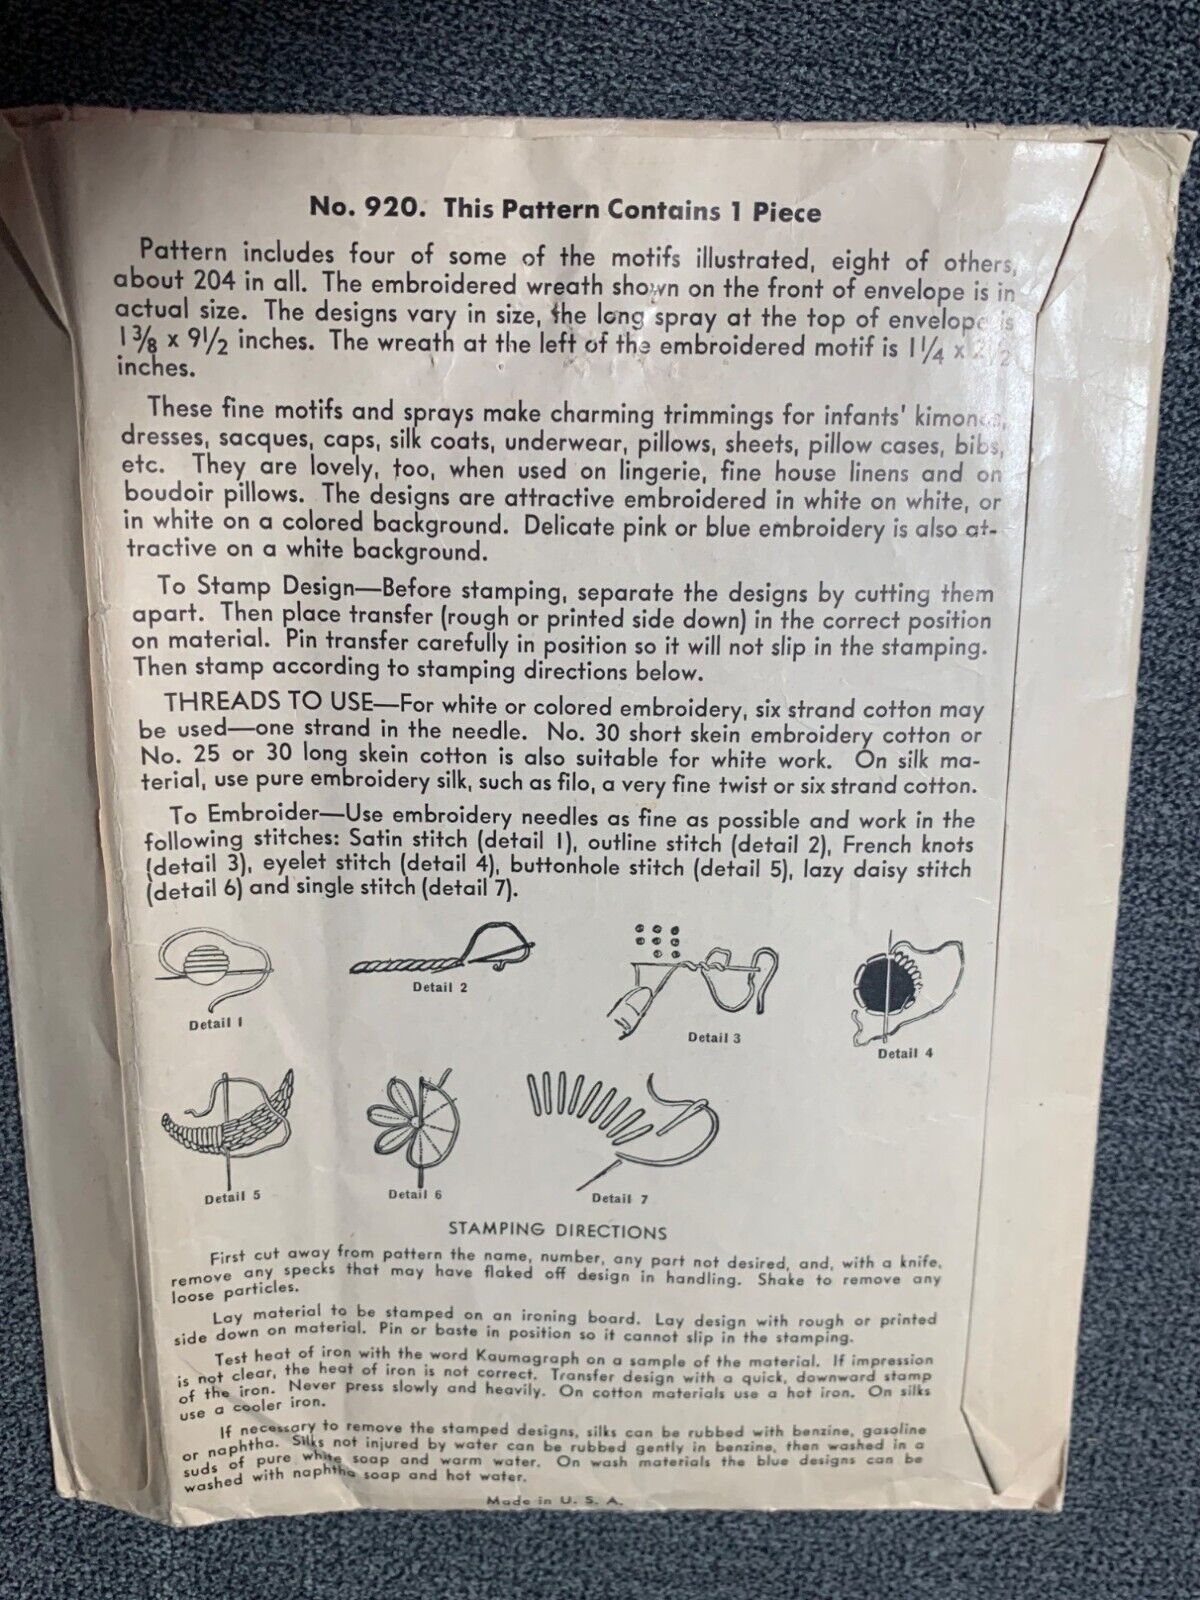 No. 920. This Pattern Contains 1 Piece
Pattern includes four of some of the motifs illustrated, eight of others,
about 204 in all. The embroidered wreath shown on the front of envelope is in
actual size. The designs vary in size, the long spray at the top of envelope is
1 3/8 x 9 1/2 inches. The wreath at the left of the embroidered motif is 1 1/4 x
inches.
These fine motifs and sprays make charming trimmings for infants' kimonos,
dresses, sacques, caps, silk coats, underwear, pillows, sheets, pillow cases, bibs,
etc. They are lovely, too, when used on lingerie, fine house linens and on
boudoir pillows. The designs are attractive embroidered in white on white, or
in white on a colored background. Delicate pink or blue embroidery is also at-
tractive on a white background.
To Stamp Design—Before stamping, separate the designs by cutting them
apart. Then place transfer (rough or printed side down) in the correct position
on material. Pin transfer carefully in position so it will not slip in the stamping.
Then stamp according to stamping directions below.
THREADS TO USE—For white or colored embroidery, six strand cotton may
be used—one strand in the needle. No. 30 short skein embroidery cotton or
No. 25 or 30 long skein cotton is also suitable for white work. On silk ma-
terial, use pure embroidery silk, such as filo, a very fine twist or six strand cotton.
To Embroider—Use embroidery needles as fine as possible and work in the
following stitches: Satin stitch (detail 1), outline stitch (detail 2), French knots
(detail 3), eyelet stitch (detail 4), buttonhole stitch (detail 5), lazy daisy stitch
(detail 6) and single stitch (detail 7).
Detail 1
Detail 2
Detail 3
Detail 4
Detail 5
Detail 6
Detail 7
STAMPING DIRECTIONS
First cut away from pattern the name, number, any part not desired, and, with a knife,
remove any specks that may have flaked off design in handling. Shake to remove any
loose particles.
Lay material to be stamped on an ironing board. Lay design with rough or printed
side down on material. Pin or baste in position so it cannot slip in the stamping.
Test heat of iron with the word Kaumagraph on a sample of the material. If impression
is not clear, the heat of iron is not correct. Transfer design with a quick, downward stamp
of the iron. Never press slowly and heavily. On cotton materials use a hot iron. On silks
use a cooler iron.
If necessary to remove the stamped designs, silks can be rubbed with benzine, gasoline
or naphtha. Silks not injured by water can be rubbed gently in benzine, then washed in a
suds of pure white soap and warm water. On wash materials the blue designs can be
washed with naphtha soap and hot water.
Made in U. S. A.